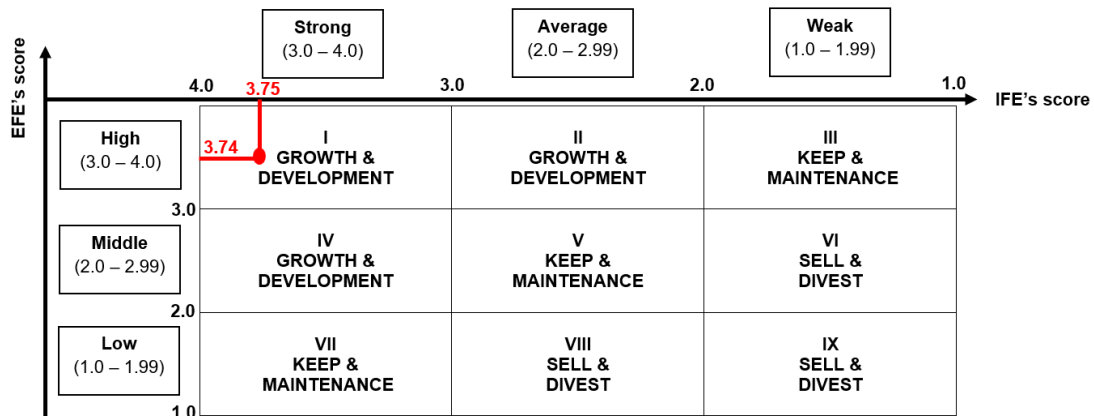 Strong
(3.0 – 4.0)
Average
(2.0 – 2.99)
Weak
(1.0 – 1.99)
EFE's score
4.0
3.75
3.0
2.0
1.0
IFE's score
High
(3.0 – 4.0)
3.74
I
GROWTH &
DEVELOPMENT
II
GROWTH &
DEVELOPMENT
III
KEEP &
MAINTENANCE
3.0
Middle
(2.0 – 2.99)
IV
GROWTH &
DEVELOPMENT
V
KEEP &
MAINTENANCE
VI
SELL &
DIVEST
2.0
Low
(1.0 – 1.99)
VII
KEEP &
MAINTENANCE
VIII
SELL &
DIVEST
IX
SELL &
DIVEST
1.0